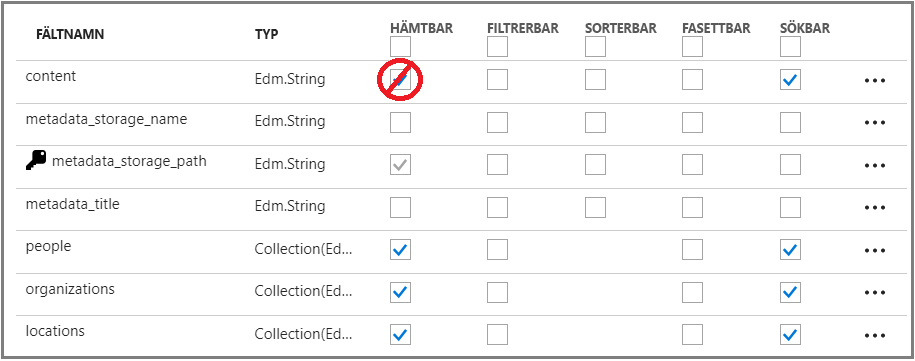 FÄLTNAMN TYP HÄMTBAR FILTRERBAR SORTERBAR FASETTBAR SÖKBAR
content Edm.String
metadata_storage_name Edm.String
metadata_storage_path Edm.String
metadata_title Edm.String
people Collection(Ed...
organizations Collection(Ed...
locations Collection(Ed...